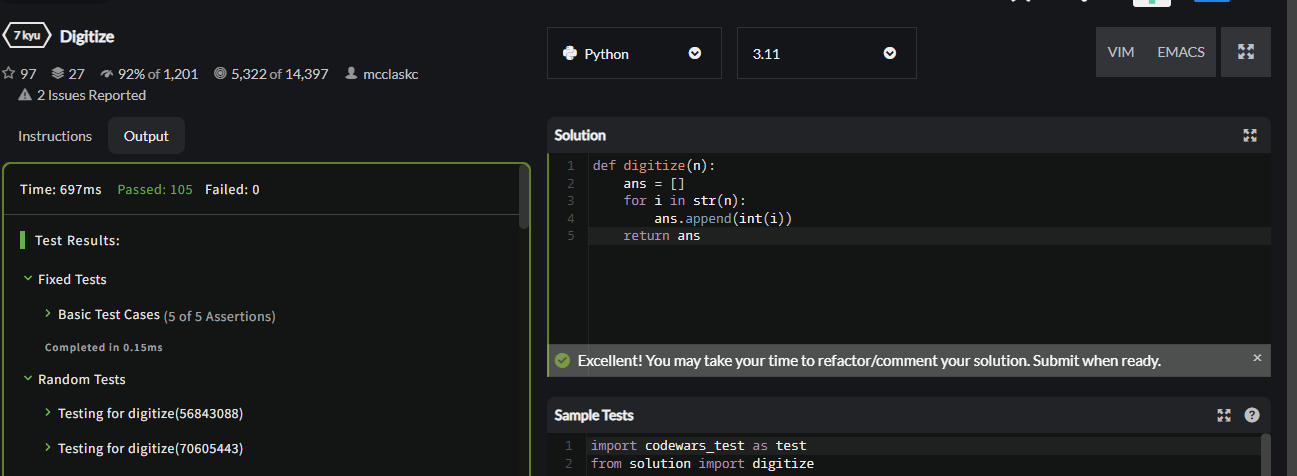 7 kyu Digitize
97 27 92% of 1,201 5,322 of 14,397 mcclaskc
2 Issues Reported
Instructions Output
Time: 697ms Passed: 105 Failed: 0
Test Results:
Fixed Tests
Basic Test Cases (5 of 5 Assertions)
Completed in 0.15ms
Random Tests
Testing for digitize(56843088)
Testing for digitize(70605443)
Python 3.11 VIM EMACS
Solution
1 def digitize(n):
2     ans = []
3     for i in str(n):
4         ans.append(int(i))
5     return ans
Excellent! You may take your time to refactor/comment your solution. Submit when ready. ×
Sample Tests ?
1 import codewars_test as test
2 from solution import digitize